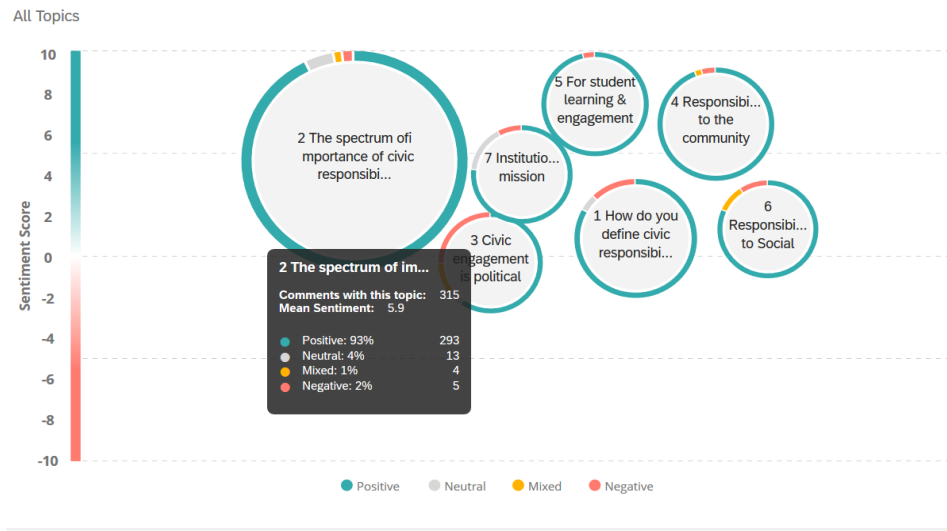 All Topics
10
8
6
4
2
0
-2
-4
-6
-8
-10
Sentiment Score
2 The spectrum ofi
mportance of civic
responsibi...
5 For student
learning &
engagement
4 Responsibi...
to the
community
7 Institutio...
mission
3 Civic
engagement
is political
1 How do you
define civic
responsibi...
6
Responsibi...
to Social
2 The spectrum of im...
Comments with this topic: 315
Mean Sentiment: 5.9
Positive: 93% 293
Neutral: 4% 13
Mixed: 1% 4
Negative: 2% 5
Positive Neutral Mixed Negative